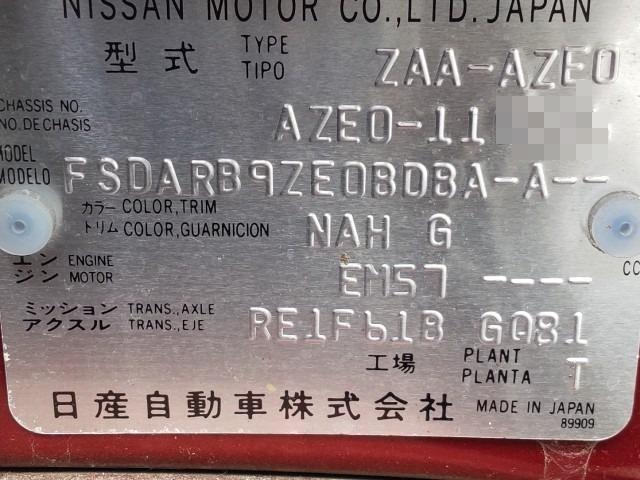 NISSAN MOTOR CO.,LTD.JAPAN
型式 TYPE TIPO ZAA-AZE0
CHASSIS NO. NO.DECHASIS AZE0-11
MODEL MODELO FSDARB9ZE0BDBA-A--
カラー COLOR,TRIM
トリム COLOR,GUARNICION NAH G
エンジン ENGINE MOTOR EM57 ----
CC
ミッション TRANS.,AXLE
アクスル TRANS.,EJE RE1F61B G081
工場 PLANT PLANTA T
日産自動車株式会社 MADE IN JAPAN
89909